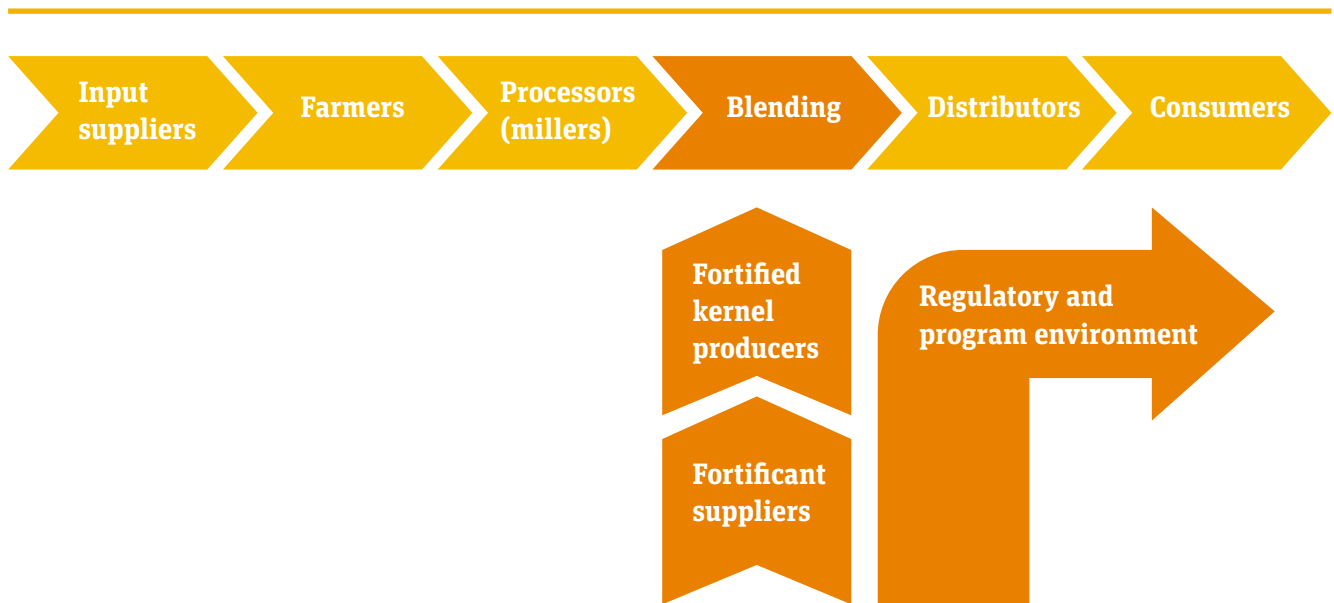 Input
suppliers
Farmers
Processors
(millers)
Blending
Distributors
Consumers
Fortified
kernel
producers
Regulatory and
program environment
Fortificant
suppliers